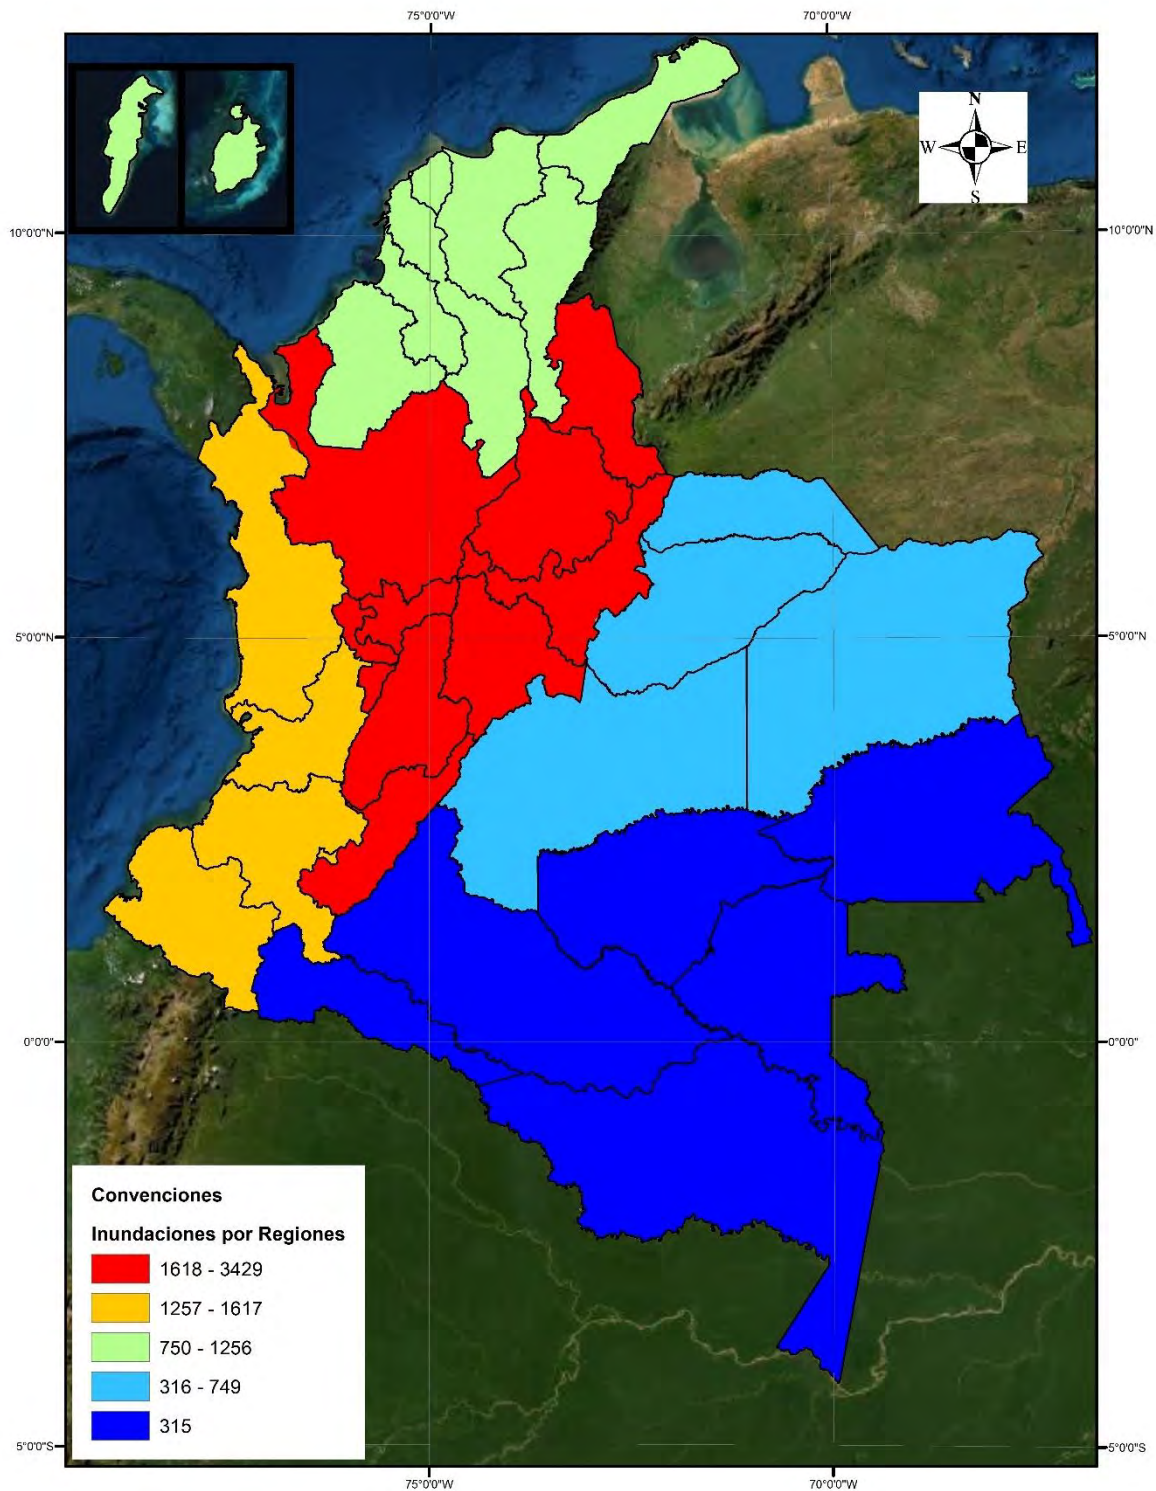 75°0'0"W 70°0'0"W
N
W E
S
10°0'0"N 10°0'0"N
5°0'0"N 5°0'0"N
0°0'0" 0°0'0"
Convenciones
Inundaciones por Regiones
1618 - 3429
1257 - 1617
750 - 1256
316 - 749
315
5°0'0"S 5°0'0"S
75°0'0"W 70°0'0"W